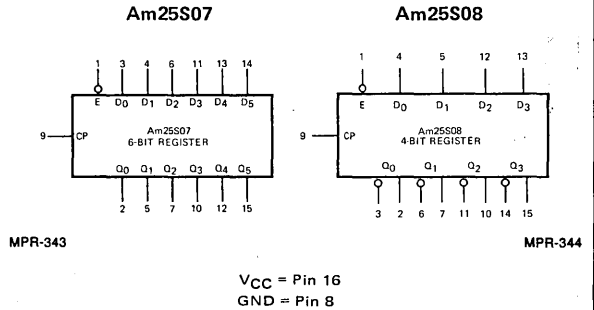 Am25S07 Am25S08
1 3 4 6 11 13 14
E D0 D1 D2 D3 D4 D5
9 CP
Am25S07
6-BIT REGISTER
Q0 Q1 Q2 Q3 Q4 Q5
2 5 7 10 12 15
1 4 5 12 13
E D0 D1 D2 D3
9 CP
Am25S08
4-BIT REGISTER
Q0 Q1 Q2 Q3
3 2 6 7 11 10 14 15
MPR-343 MPR-344
VCC = Pin 16
GND = Pin 8